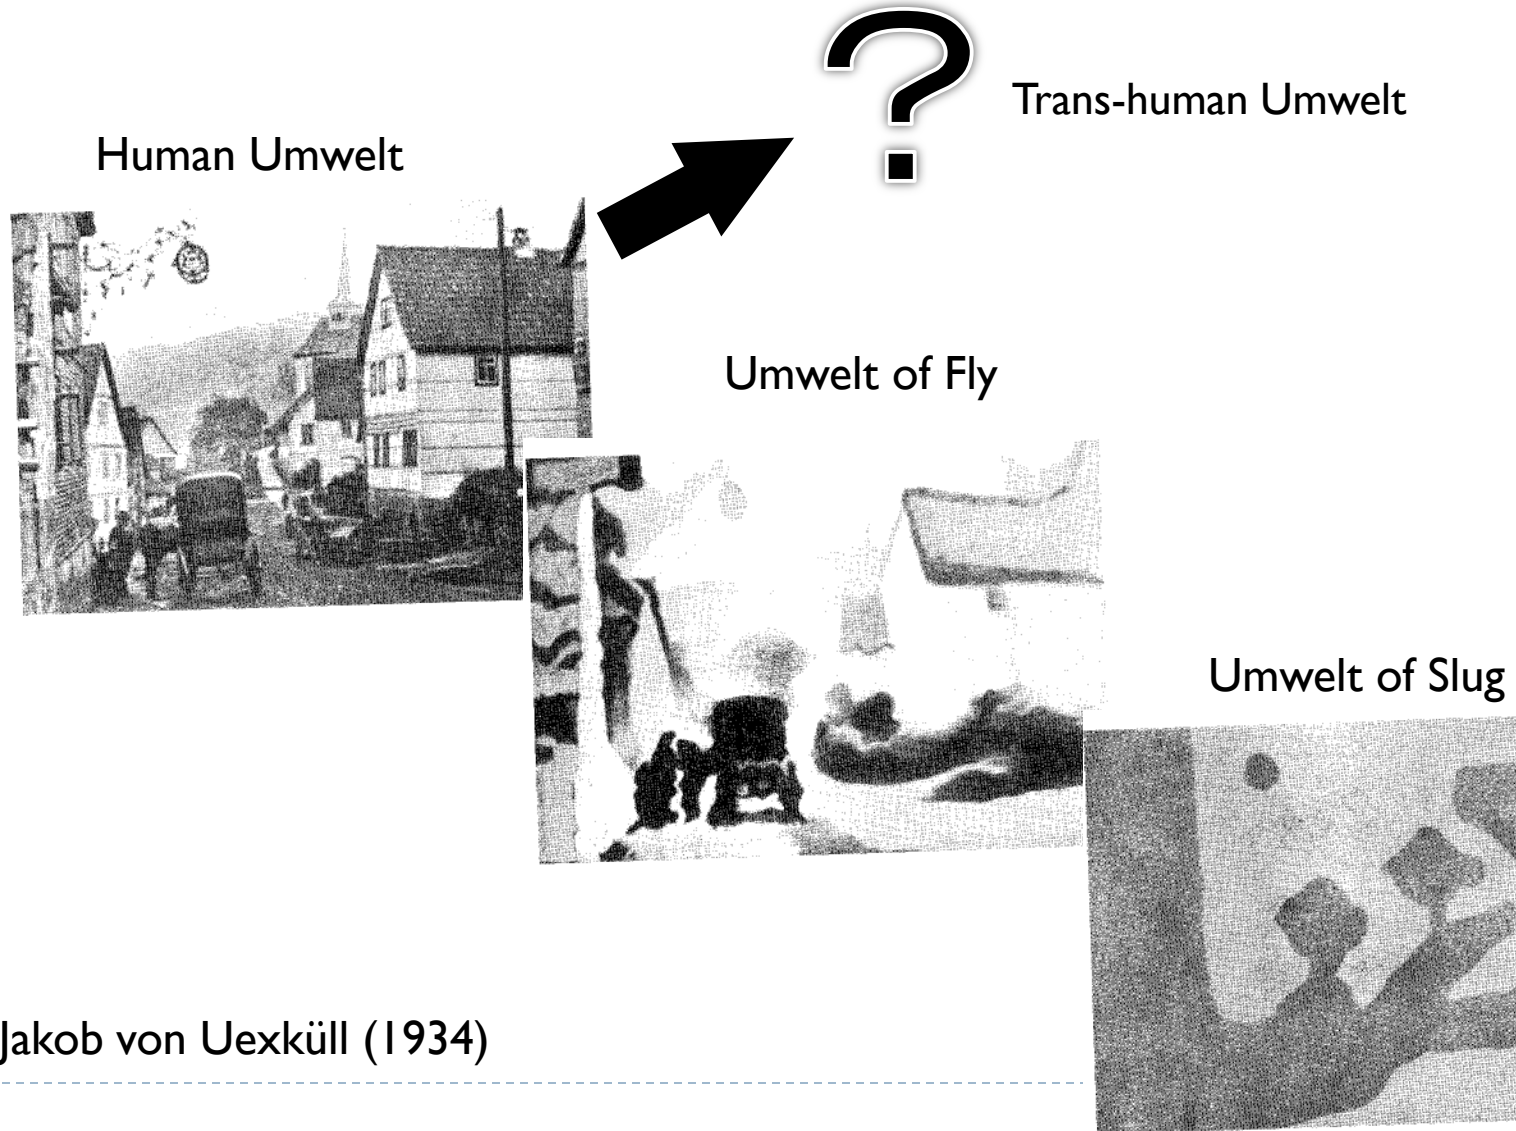 ?
Trans-human Umwelt
Human Umwelt
Umwelt of Fly
Umwelt of Slug
Jakob von Uexküll (1934)